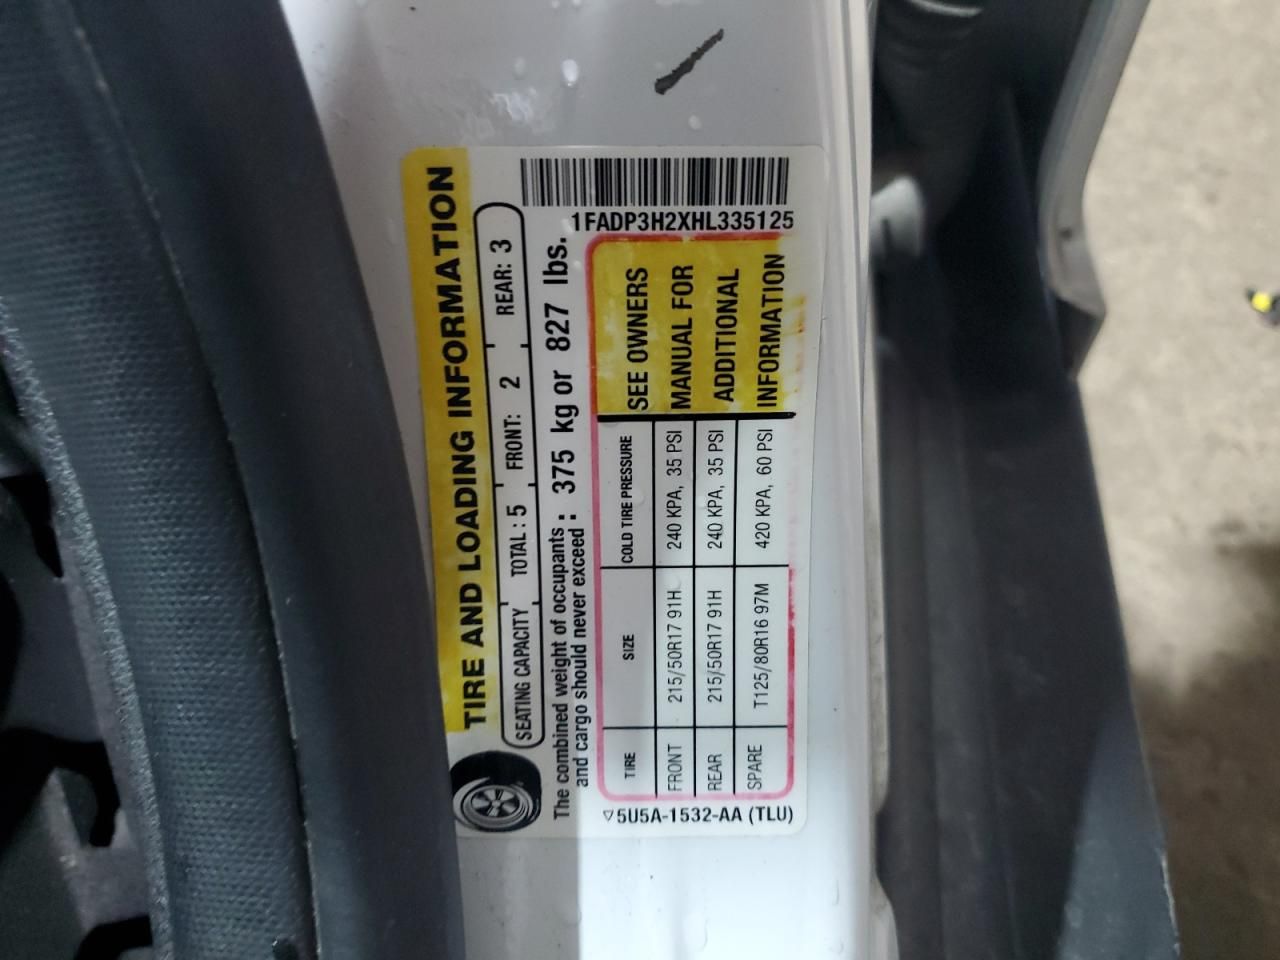 1FADP3H2XHL335125
TIRE AND LOADING INFORMATION
SEATING CAPACITY TOTAL : 5 FRONT: 2 REAR: 3
The combined weight of occupants : 375 kg or 827 lbs.
and cargo should never exceed :
TIRE SIZE COLD TIRE PRESSURE
FRONT 215/50R17 91H 240 KPA, 35 PSI
REAR 215/50R17 91H 240 KPA, 35 PSI
SPARE T125/80R16 97M 420 KPA, 60 PSI
SEE OWNERS
MANUAL FOR
ADDITIONAL
INFORMATION
5U5A-1532-AA (TLU)